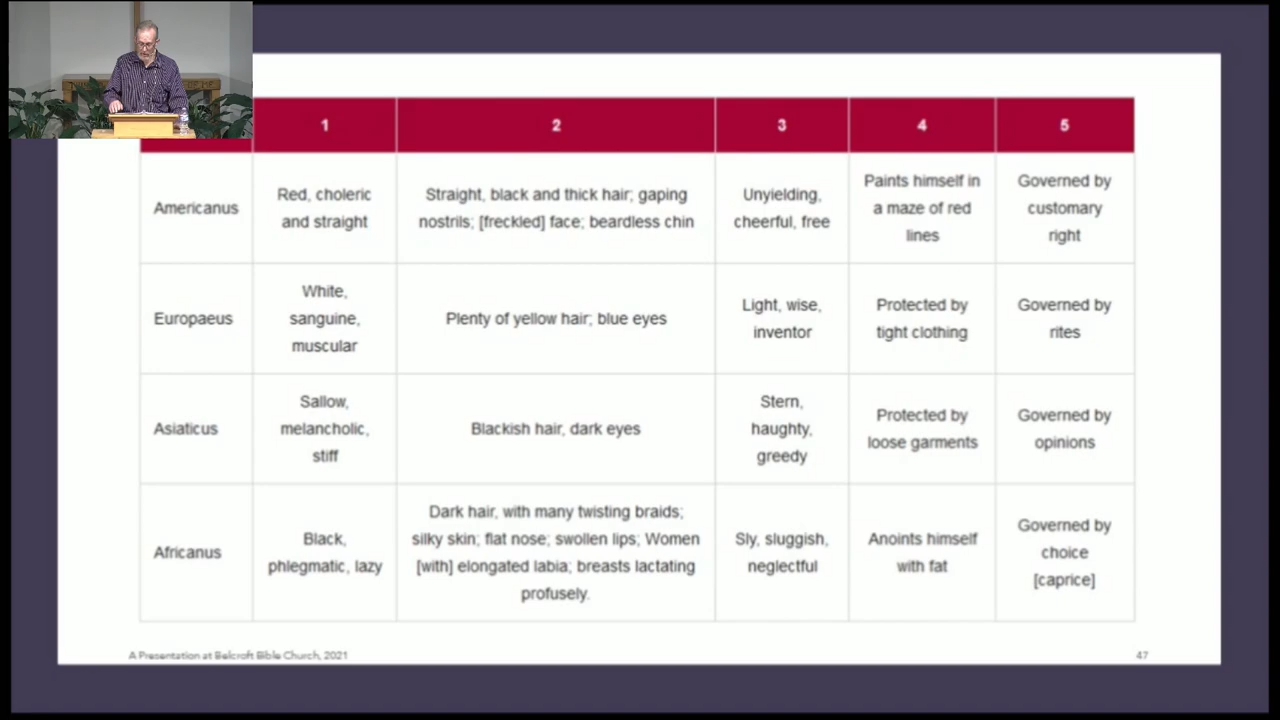 1 2 3 4 5
Americanus
Red, choleric
and straight
Straight, black and thick hair; gaping
nostrils; [freckled] face; beardless chin
Unyielding,
cheerful, free
Paints himself in
a maze of red
lines
Governed by
customary
right
Europaeus
White,
sanguine,
muscular
Plenty of yellow hair; blue eyes
Light, wise,
inventor
Protected by
tight clothing
Governed by
rites
Asiaticus
Sallow,
melancholic,
stiff
Blackish hair, dark eyes
Stern,
haughty,
greedy
Protected by
loose garments
Governed by
opinions
Africanus
Black,
phlegmatic, lazy
Dark hair, with many twisting braids;
silky skin; flat nose; swollen lips; Women
[with] elongated labia; breasts lactating
profusely.
Sly, sluggish,
neglectful
Anoints himself
with fat
Governed by
choice
[caprice]
A Presentation at Belcroft Bible Church, 2021
47